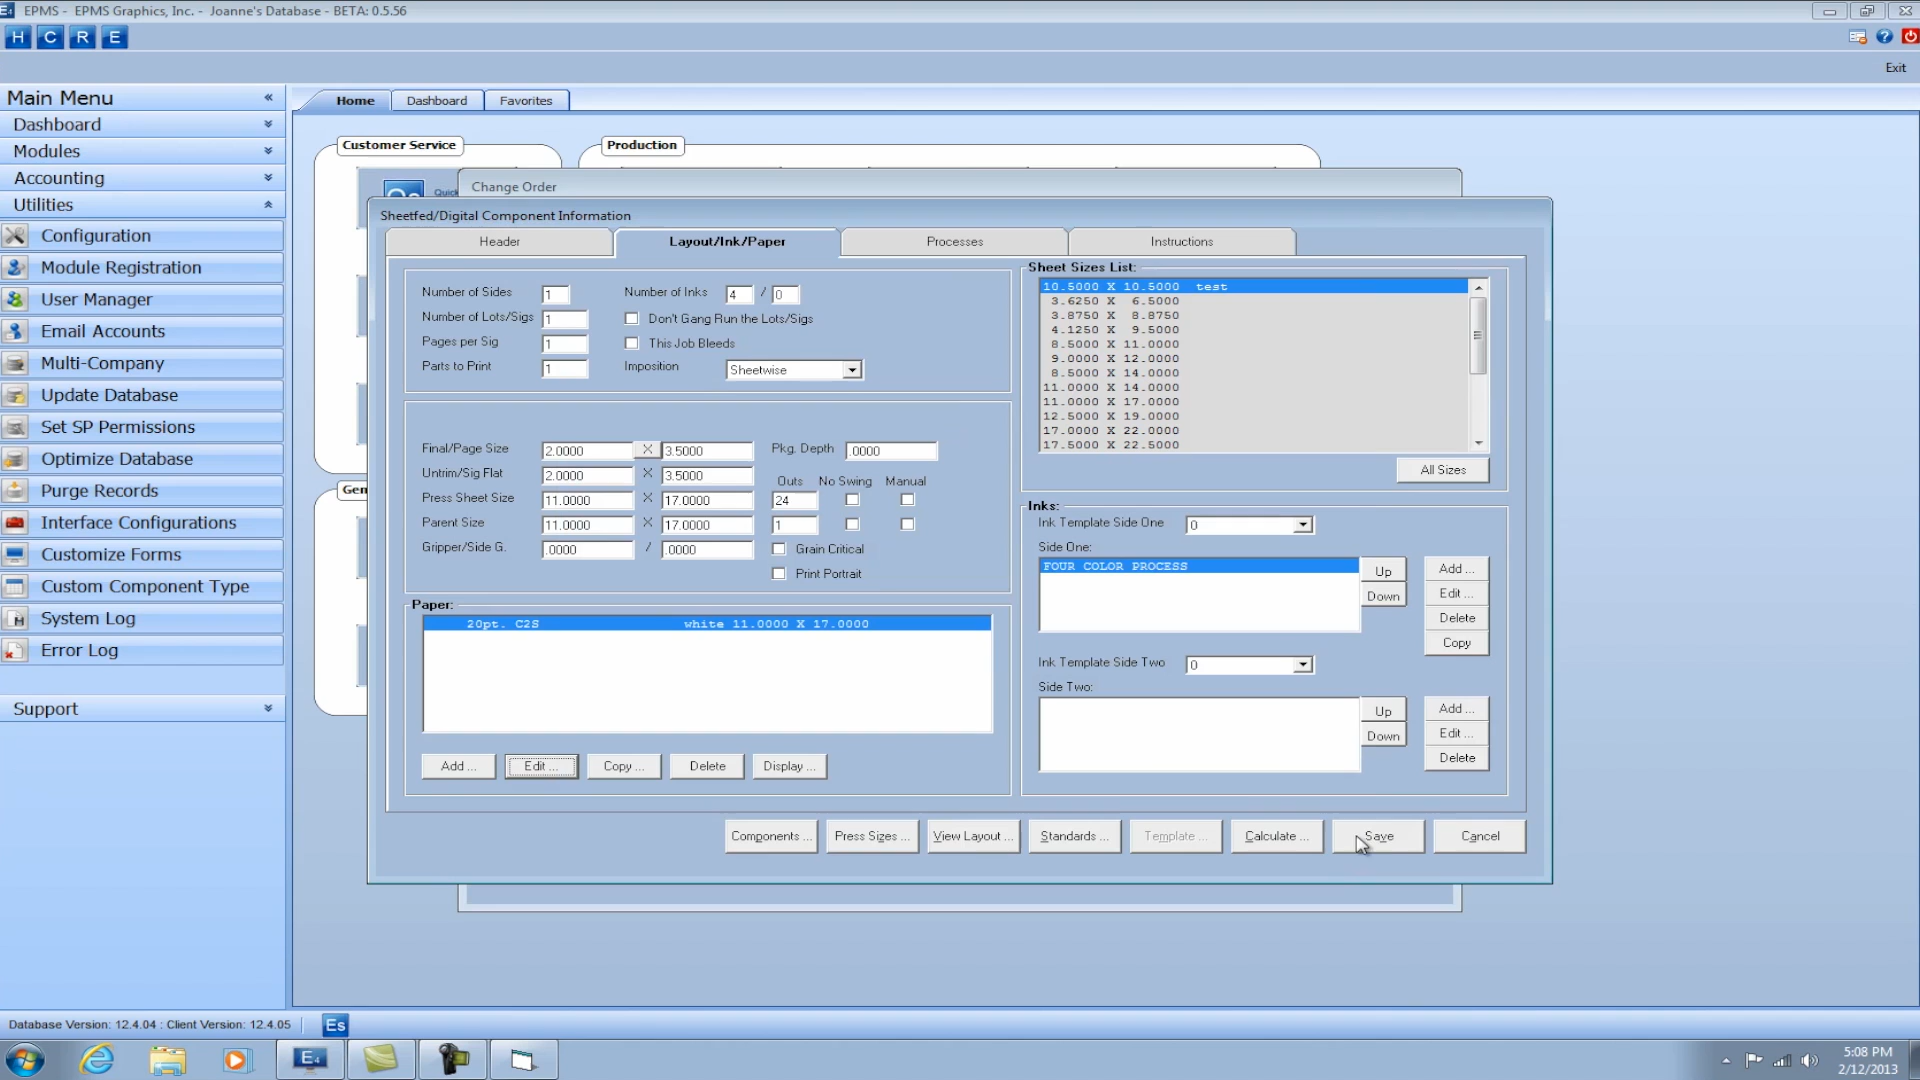 EPMS - EPMS Graphics, Inc. - Joanne's Database - BETA: 0.5.56
H C R E
Exit
Main Menu
Dashboard
Modules
Accounting
Utilities
Configuration
Module Registration
User Manager
Email Accounts
Multi-Company
Update Database
Set SP Permissions
Optimize Database
Purge Records
Interface Configurations
Customize Forms
Custom Component Type
System Log
Error Log
Support
Home Dashboard Favorites
Customer Service Production
Quick
Gen
Change Order
Sheetfed/Digital Component Information
Header Layout/Ink/Paper Processes Instructions
Number of Sides 1 Number of Inks 4 / 0
Number of Lots/Sigs 1 Don't Gang Run the Lots/Sigs
Pages per Sig 1 This Job Bleeds
Parts to Print 1 Imposition Sheetwise
Final/Page Size 2.0000 X 3.5000 Pkg. Depth .0000
Untrim/Sig Flat 2.0000 X 3.5000 Outs No Swing Manual
Press Sheet Size 11.0000 X 17.0000 24
Parent Size 11.0000 X 17.0000 1
Gripper/Side G. .0000 / .0000 Grain Critical
Print Portrait
Paper:
20pt. C2S white 11.0000 X 17.0000
Add ... Edit ... Copy ... Delete Display ...
Sheet Sizes List:
10.5000 X 10.5000 test
3.6250 X 6.5000
3.8750 X 8.8750
4.1250 X 9.5000
8.5000 X 11.0000
9.0000 X 12.0000
8.5000 X 14.0000
11.0000 X 14.0000
11.0000 X 17.0000
12.5000 X 19.0000
17.0000 X 22.0000
17.5000 X 22.5000
All Sizes
Inks:
Ink Template Side One 0
Side One:
FOUR COLOR PROCESS
Up
Down
Add ...
Edit ...
Delete
Copy
Ink Template Side Two 0
Side Two:
Up
Down
Add ...
Edit ...
Delete
Components ... Press Sizes ... View Layout ... Standards ... Template ... Calculate ... Save Cancel
Database Version: 12.4.04 : Client Version: 12.4.05 Es
E4
5:08 PM
2/12/2013